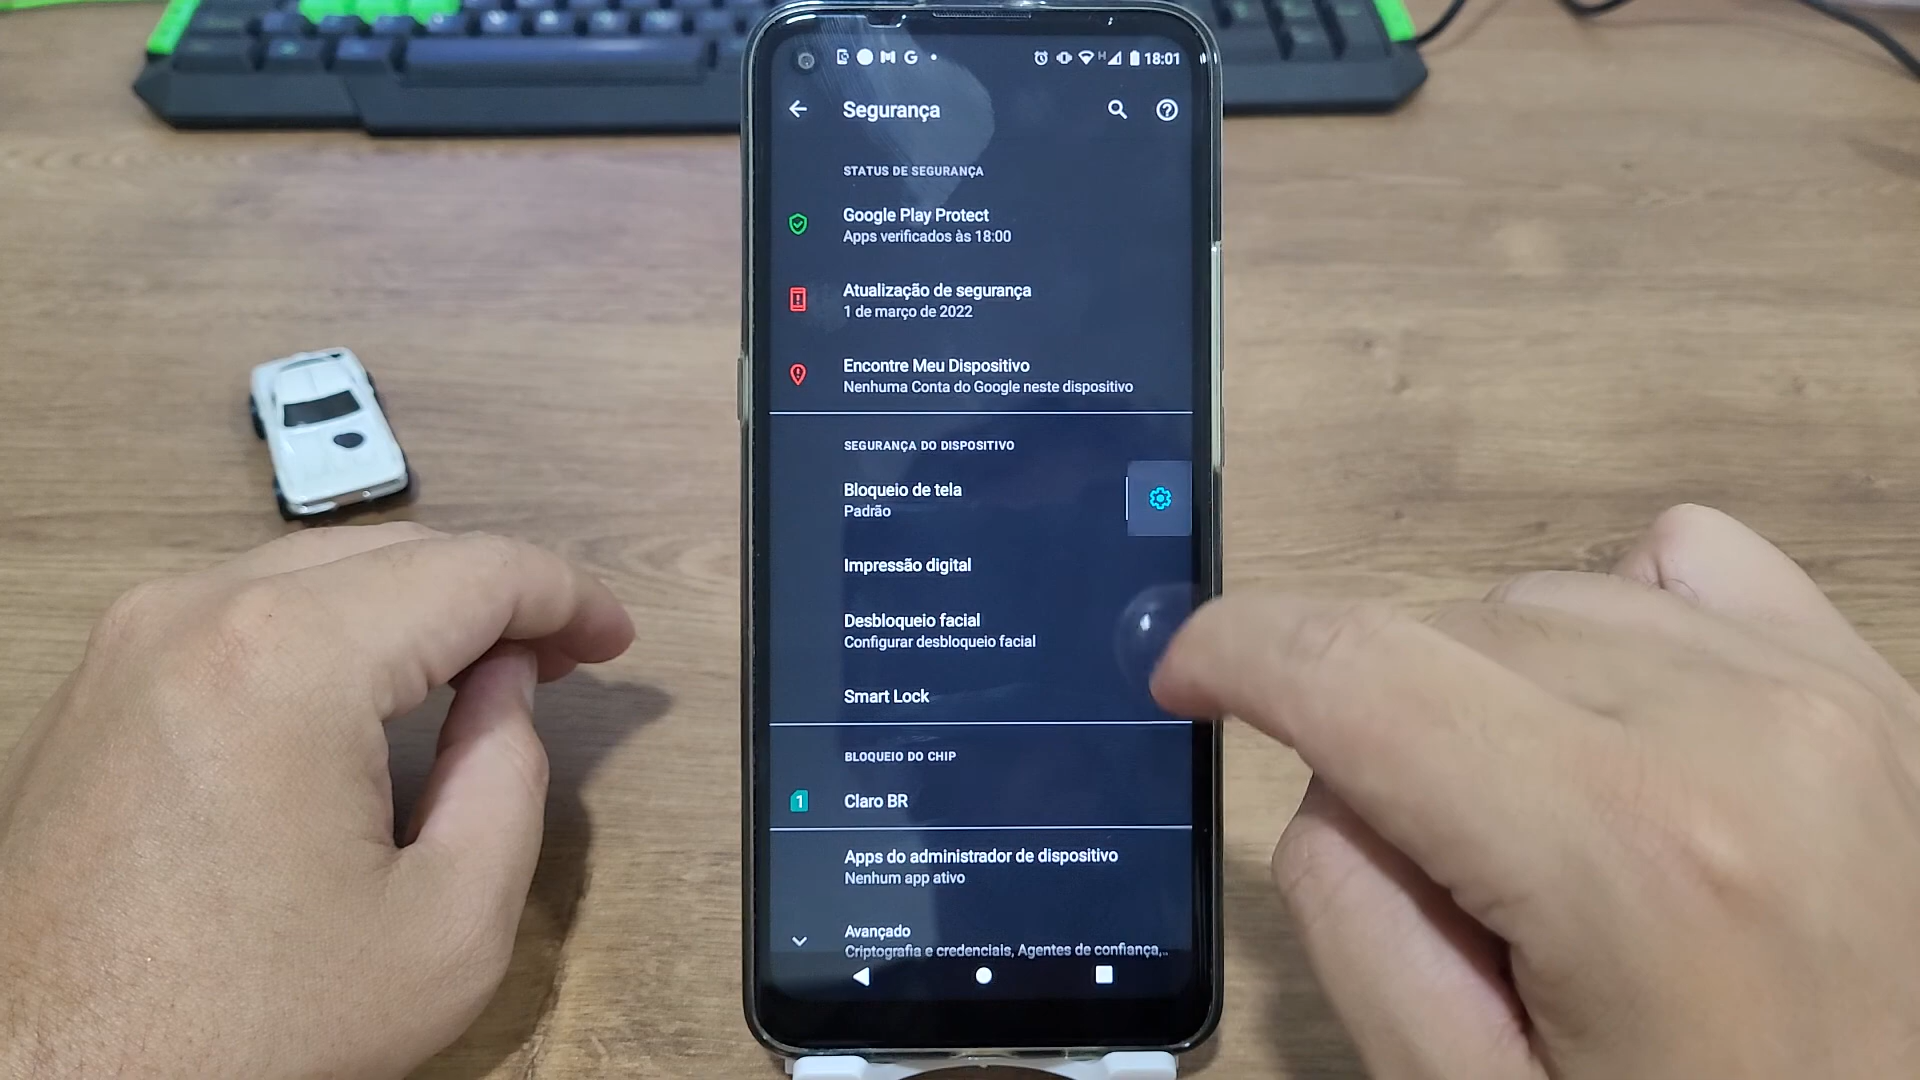 18:01
Segurança
STATUS DE SEGURANÇA
Google Play Protect
Apps verificados às 18:00
Atualização de segurança
1 de março de 2022
Encontre Meu Dispositivo
Nenhuma Conta do Google neste dispositivo
SEGURANÇA DO DISPOSITIVO
Bloqueio de tela
Padrão
Impressão digital
Desbloqueio facial
Configurar desbloqueio facial
Smart Lock
BLOQUEIO DO CHIP
1 Claro BR
Apps do administrador de dispositivo
Nenhum app ativo
Avançado
Criptografia e credenciais, Agentes de confiança,..